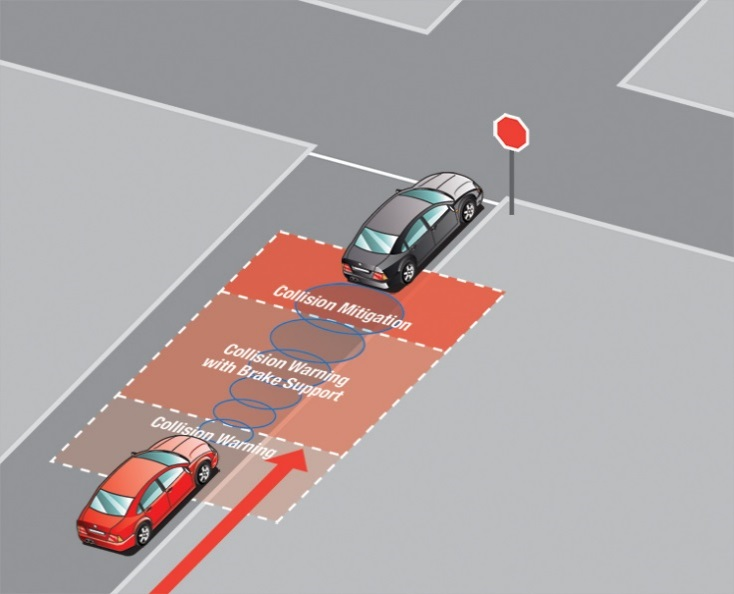 Collision Mitigation
Collision Warning
with Brake Support
Collision Warning